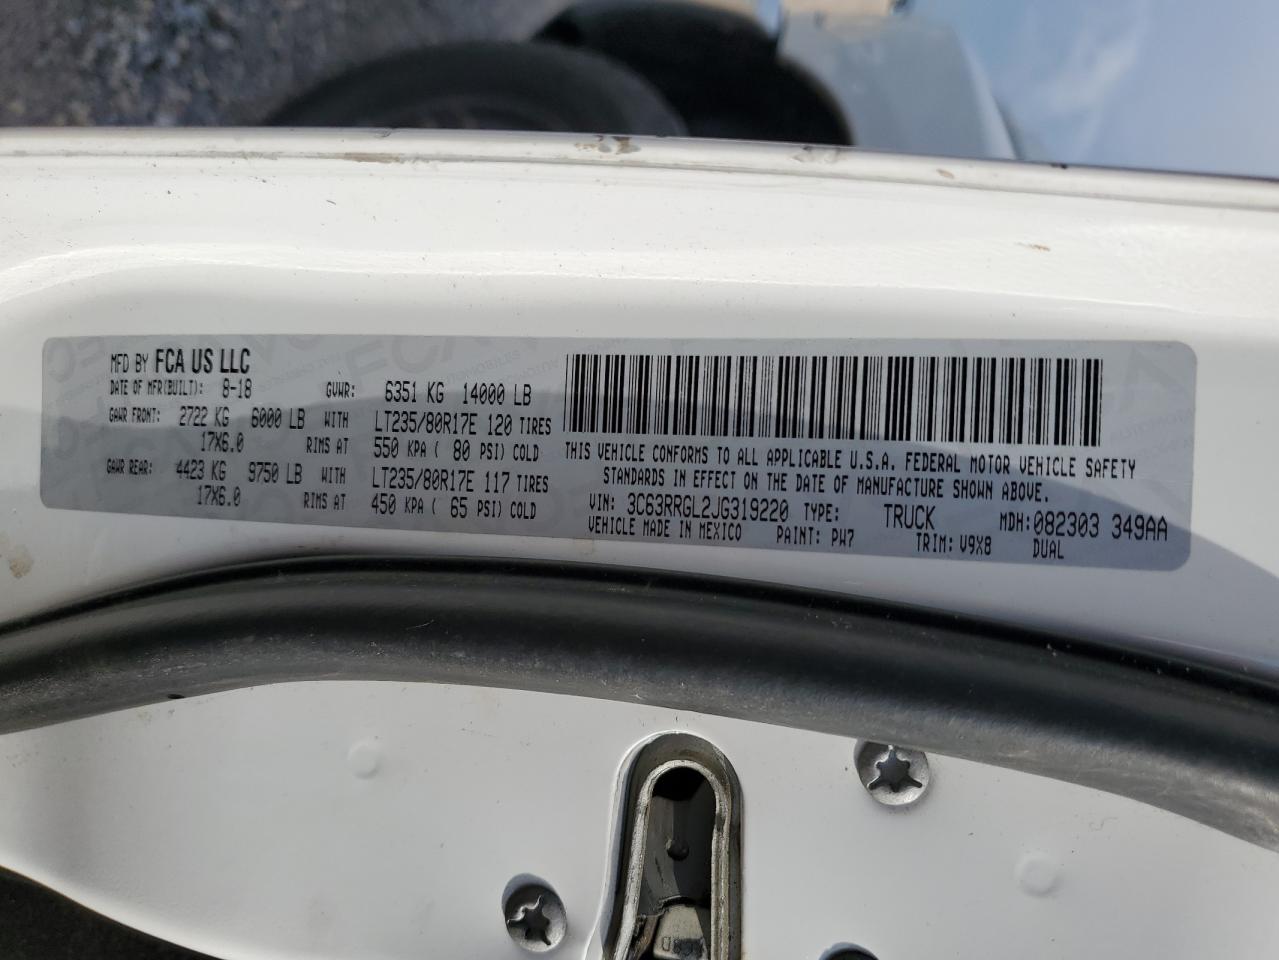 MFD BY FCA US LLC
DATE OF MFR(BUILT): 8-18 GVWR: 6351 KG 14000 LB
GAWR FRONT: 2722 KG 6000 LB WITH LT235/80R17E 120 TIRES
17X6.0 RIMS AT 550 KPA ( 80 PSI) COLD
GAWR REAR: 4423 KG 9750 LB WITH LT235/80R17E 117 TIRES
17X6.0 RIMS AT 450 KPA ( 65 PSI) COLD
THIS VEHICLE CONFORMS TO ALL APPLICABLE U.S.A. FEDERAL MOTOR VEHICLE SAFETY
STANDARDS IN EFFECT ON THE DATE OF MANUFACTURE SHOWN ABOVE.
VIN: 3C63RRGL2JG319220 TYPE: TRUCK MDH:082303 349AA
VEHICLE MADE IN MEXICO PAINT: PW7 TRIM: V9X8 DUAL